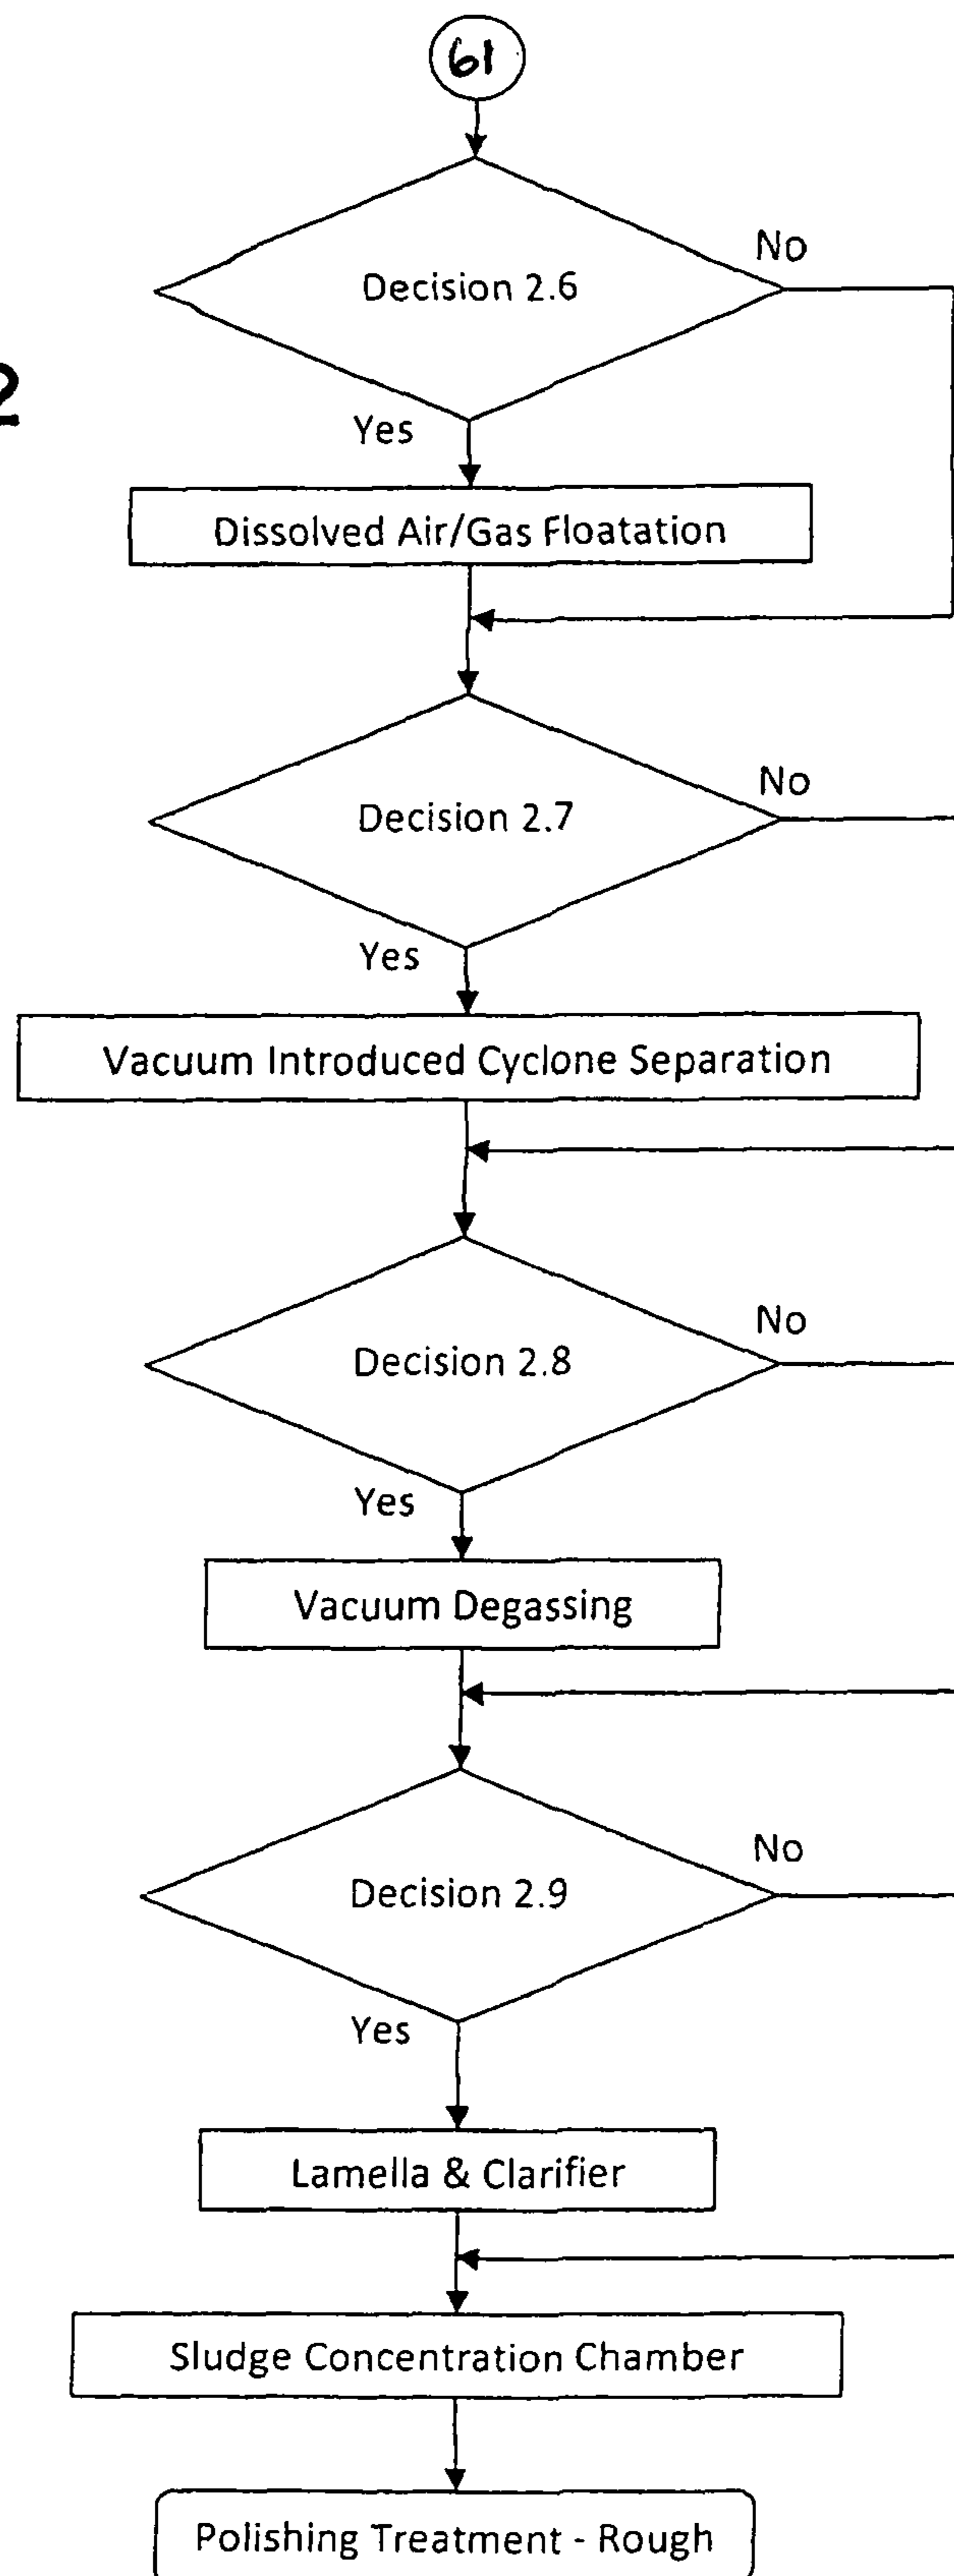 61
Decision 2.6
No
2
Yes
Dissolved Air/Gas Floatation
Decision 2.7
No
Yes
Vacuum Introduced Cyclone Separation
Decision 2.8
No
Yes
Vacuum Degassing
Decision 2.9
No
Yes
Lamella & Clarifier
Sludge Concentration Chamber
Polishing Treatment - Rough